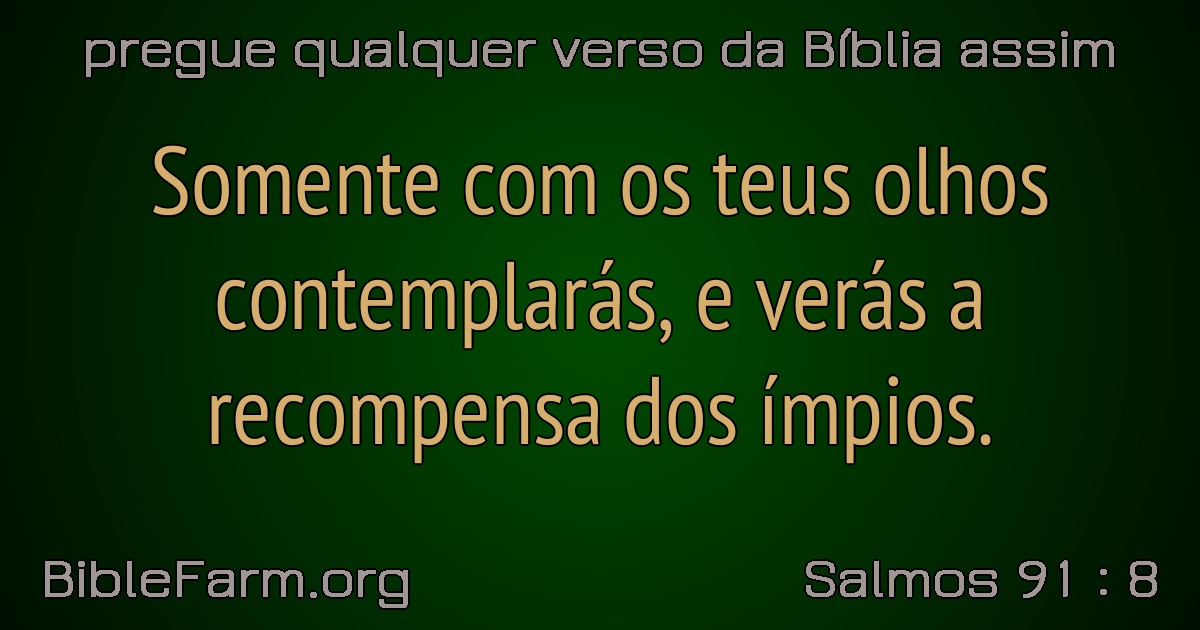 pregue qualquer verso da Bíblia assim
Somente com os teus olhos
contemplarás, e verás a
recompensa dos ímpios.
BibleFarm.org
Salmos 91 : 8